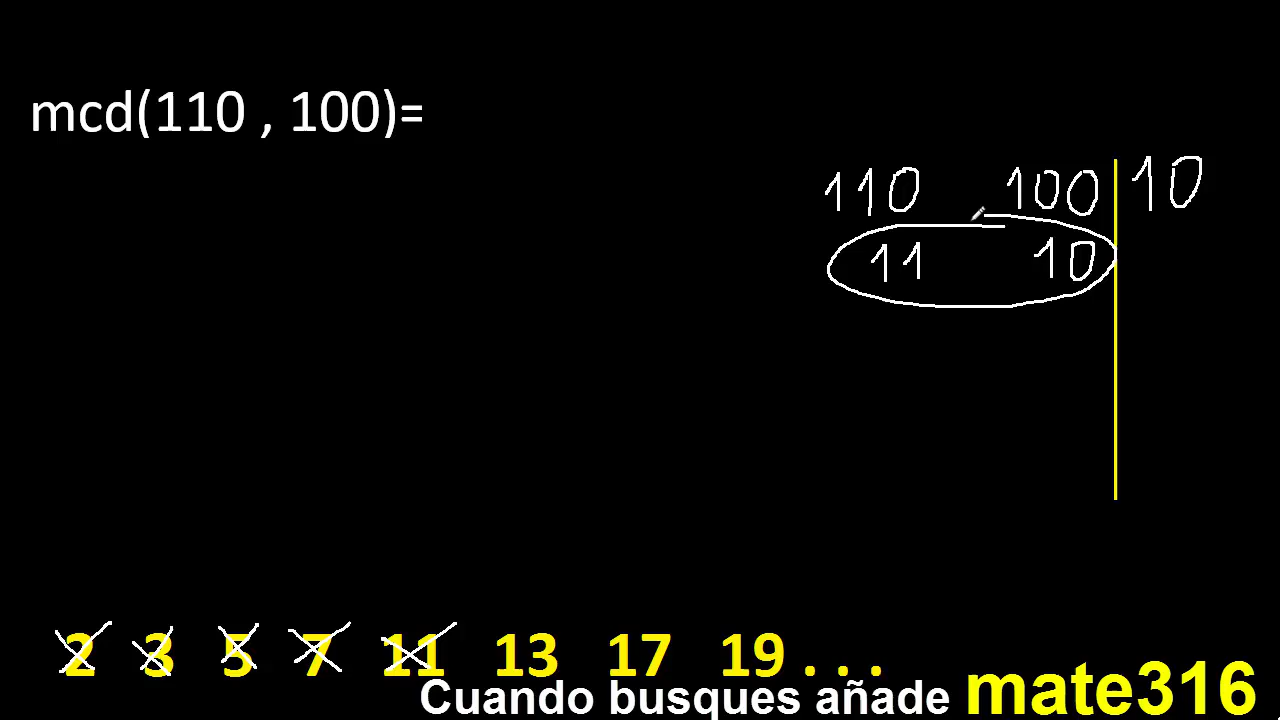 mcd(110 , 100)=
110 100 10
11 10
2 3 5 7 11 13 17 19 . . .
Cuando busques añade mate316